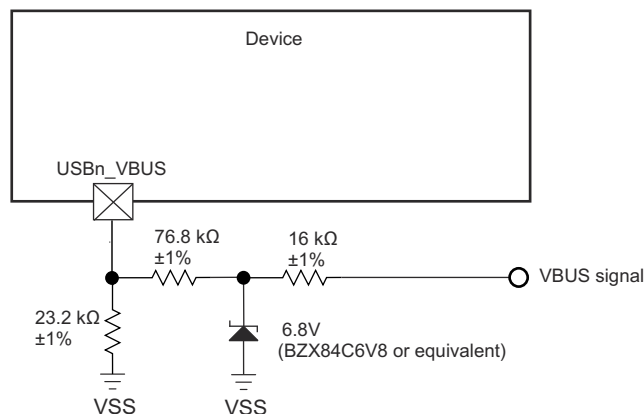 Device
USBn_VBUS
76.8 kΩ
±1%
16 kΩ
±1%
VBUS signal
23.2 kΩ
±1%
6.8V
(BZX84C6V8 or equivalent)
VSS
VSS